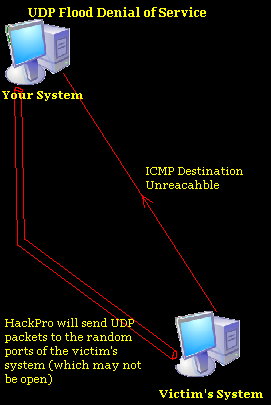 UDP Flood Denial of Service
Your System
ICMP Destination
Unreacahble
HackPro will send UDP
packets to the random
ports of the victim's
system (which may not
be open)
Victim's System